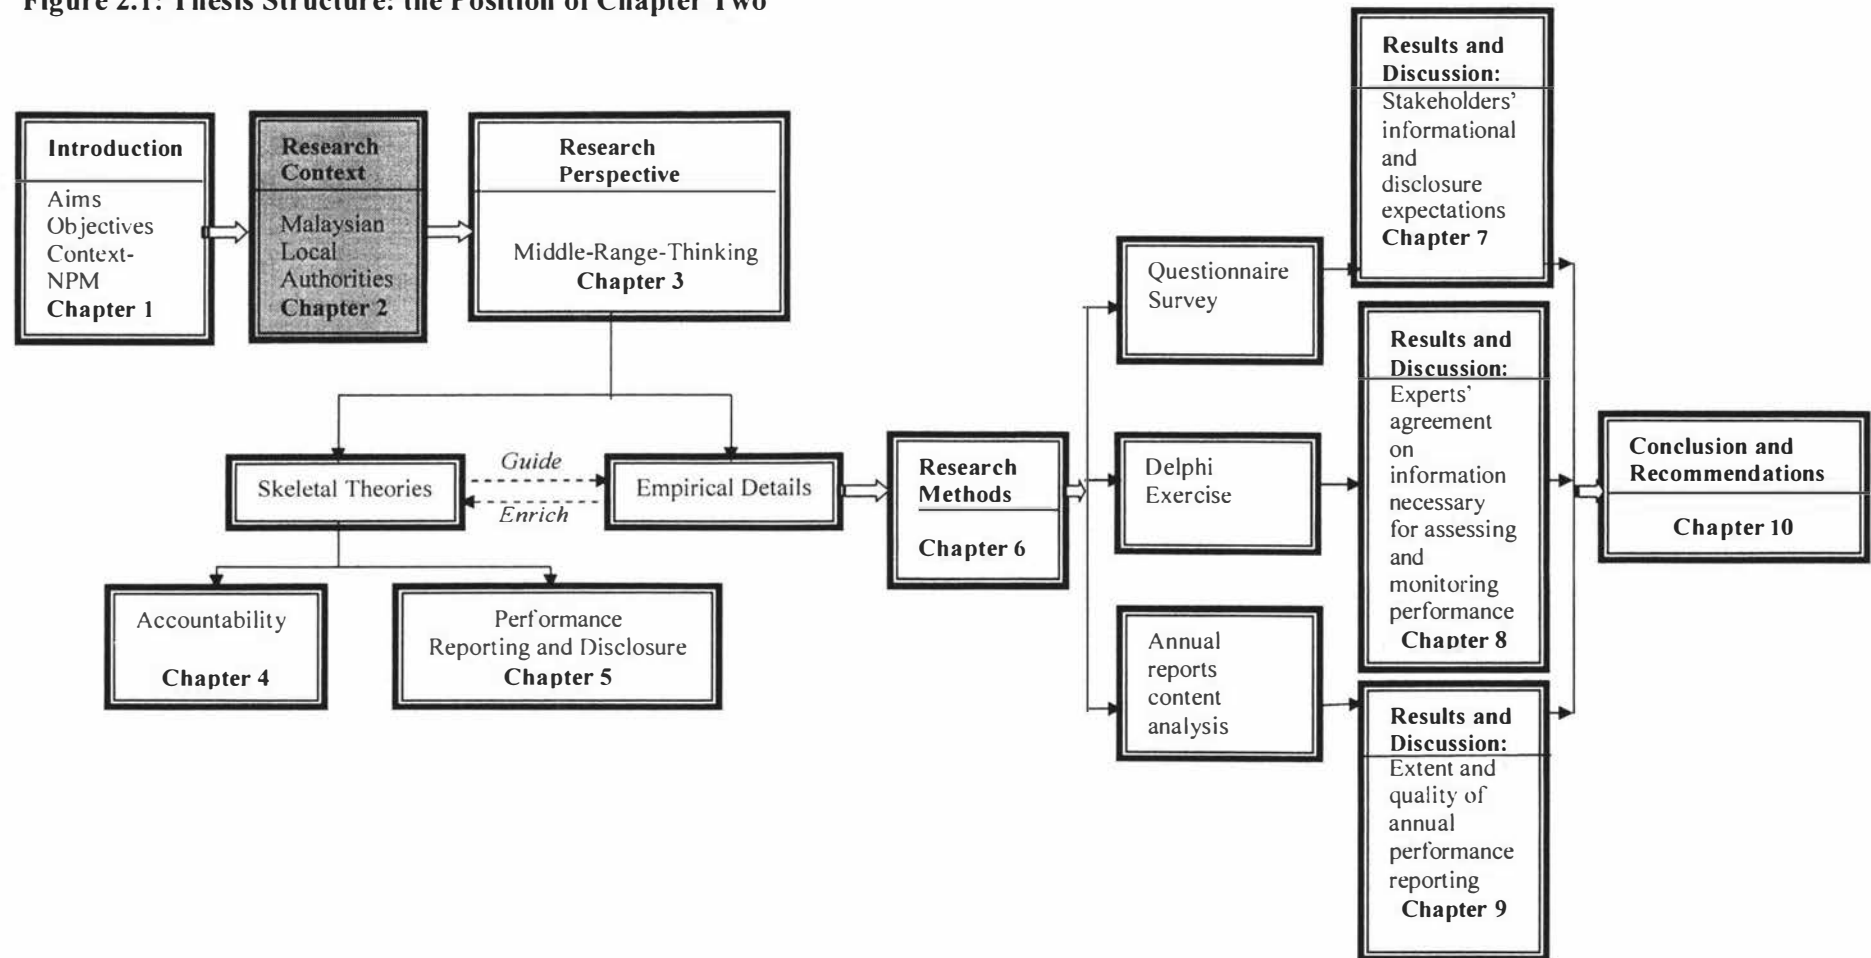 Figure 2.1: Thesis Structure: the Position of Chapter Two
Introduction
Aims
Objectives
Context-
NPM
Chapter 1
Research
Context
Malaysian
Local
Authorities
Chapter 2
Research
Perspective
Middle-Range-Thinking
Chapter 3
Skeletal Theories
Guide
Enrich
Empirical Details
Accountability
Chapter 4
Performance
Reporting and Disclosure
Chapter 5
Research
Methods
Chapter 6
Questionnaire
Survey
Delphi
Exercise
Annual
reports
content
analysis
Results and
Discussion:
Stakeholders'
informational
and
disclosure
expectations
Chapter 7
Results and
Discussion:
Experts'
agreement
on
information
necessary
for assessing
and
monitoring
performance
Chapter 8
Results and
Discussion:
Extent and
quality of
annual
performance
reporting
Chapter 9
Conclusion and
Recommendations
Chapter 10